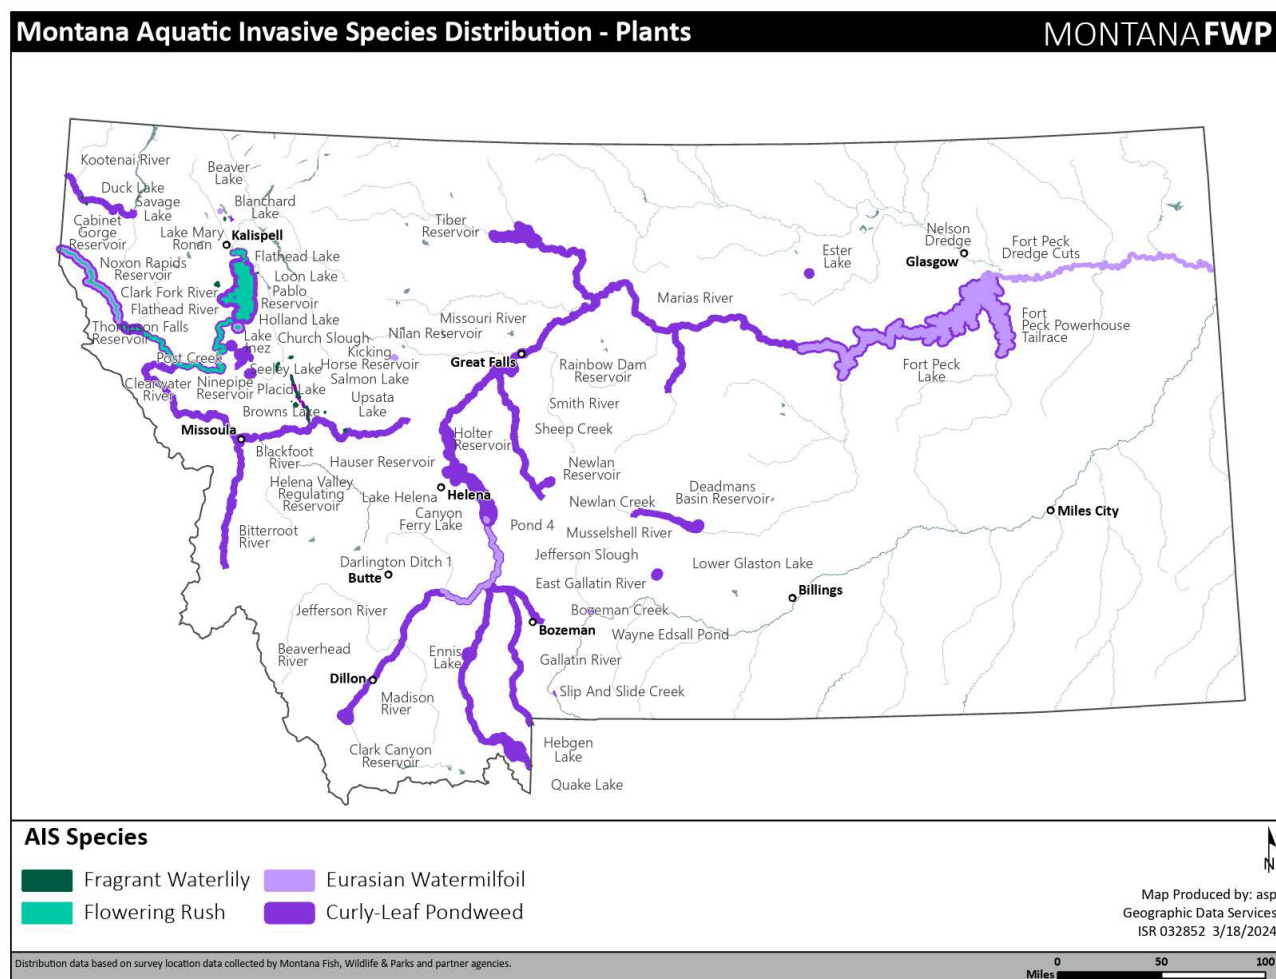 Montana Aquatic Invasive Species Distribution - Plants
MONTANA FWP
Kootenai River
Duck Lake
Savage
Lake
Cabinet
Gorge
Reservoir
Beaver
Lake
Blanchard
Lake
Lake Mary
Ronan
Kalispell
Noxon Rapids
Reservoir
Flathead Lake
Loon Lake
Pablo
Reservoir
Clark Fork River
Flathead River
Holland Lake
Thompson Falls
Reservoir
Lake
Inez
Church Slough
Post Creek
Seeley Lake
Kicking
Horse Reservoir
Clearwater
River
Ninepipe
Reservoir
Placid Lake
Salmon Lake
Browns Lake
Upsata
Lake
Missoula
Tiber
Reservoir
Missouri River
Nilan Reservoir
Great Falls
Marias River
Ester
Lake
Nelson
Dredge
Glasgow
Fort Peck
Dredge Cuts
Fort
Peck Powerhouse
Tailrace
Fort Peck
Lake
Rainbow Dam
Reservoir
Smith River
Sheep Creek
Holter
Reservoir
Blackfoot
River
Hauser Reservoir
Helena Valley
Regulating
Reservoir
Lake Helena
Helena
Canyon
Ferry Lake
Newlan
Reservoir
Newlan Creek
Deadmans
Basin Reservoir
Miles City
Bitterroot
River
Pond 4
Musselshell River
Darlington Ditch 1
Butte
Jefferson Slough
Lower Glaston Lake
East Gallatin River
Billings
Jefferson River
Bozeman Creek
Bozeman
Wayne Edsall Pond
Beaverhead
River
Ennis
Lake
Gallatin River
Dillon
Madison
River
Slip And Slide Creek
Clark Canyon
Reservoir
Hebgen
Lake
Quake Lake
AIS Species
Fragrant Waterlily
Eurasian Watermilfoil
Flowering Rush
Curly-Leaf Pondweed
N
Map Produced by: asp
Geographic Data Services
ISR 032852 3/18/2024
Distribution data based on survey location data collected by Montana Fish, Wildlife & Parks and partner agencies.
0 50 100
Miles